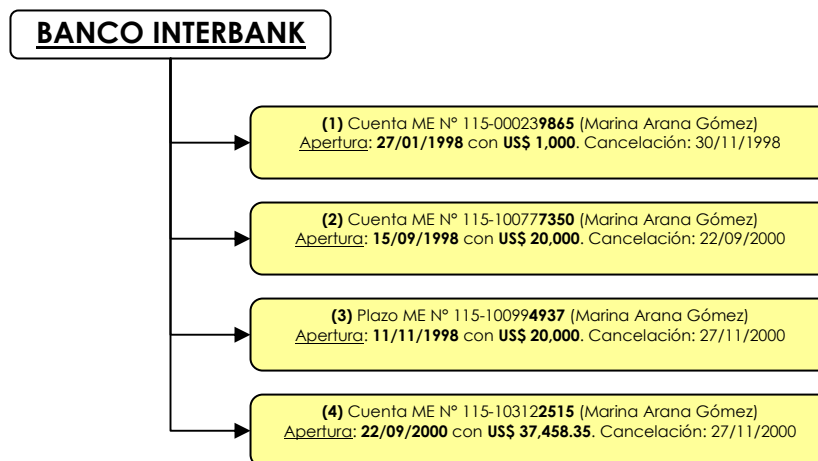 BANCO INTERBANK
(1) Cuenta ME N° 115-000239865 (Marina Arana Gómez)
Apertura: 27/01/1998 con US$ 1,000. Cancelación: 30/11/1998
(2) Cuenta ME N° 115-1007777350 (Marina Arana Gómez)
Apertura: 15/09/1998 con US$ 20,000. Cancelación: 22/09/2000
(3) Plazo ME N° 115-100994937 (Marina Arana Gómez)
Apertura: 11/11/1998 con US$ 20,000. Cancelación: 27/11/2000
(4) Cuenta ME N° 115-103122515 (Marina Arana Gómez)
Apertura: 22/09/2000 con US$ 37,458.35. Cancelación: 27/11/2000